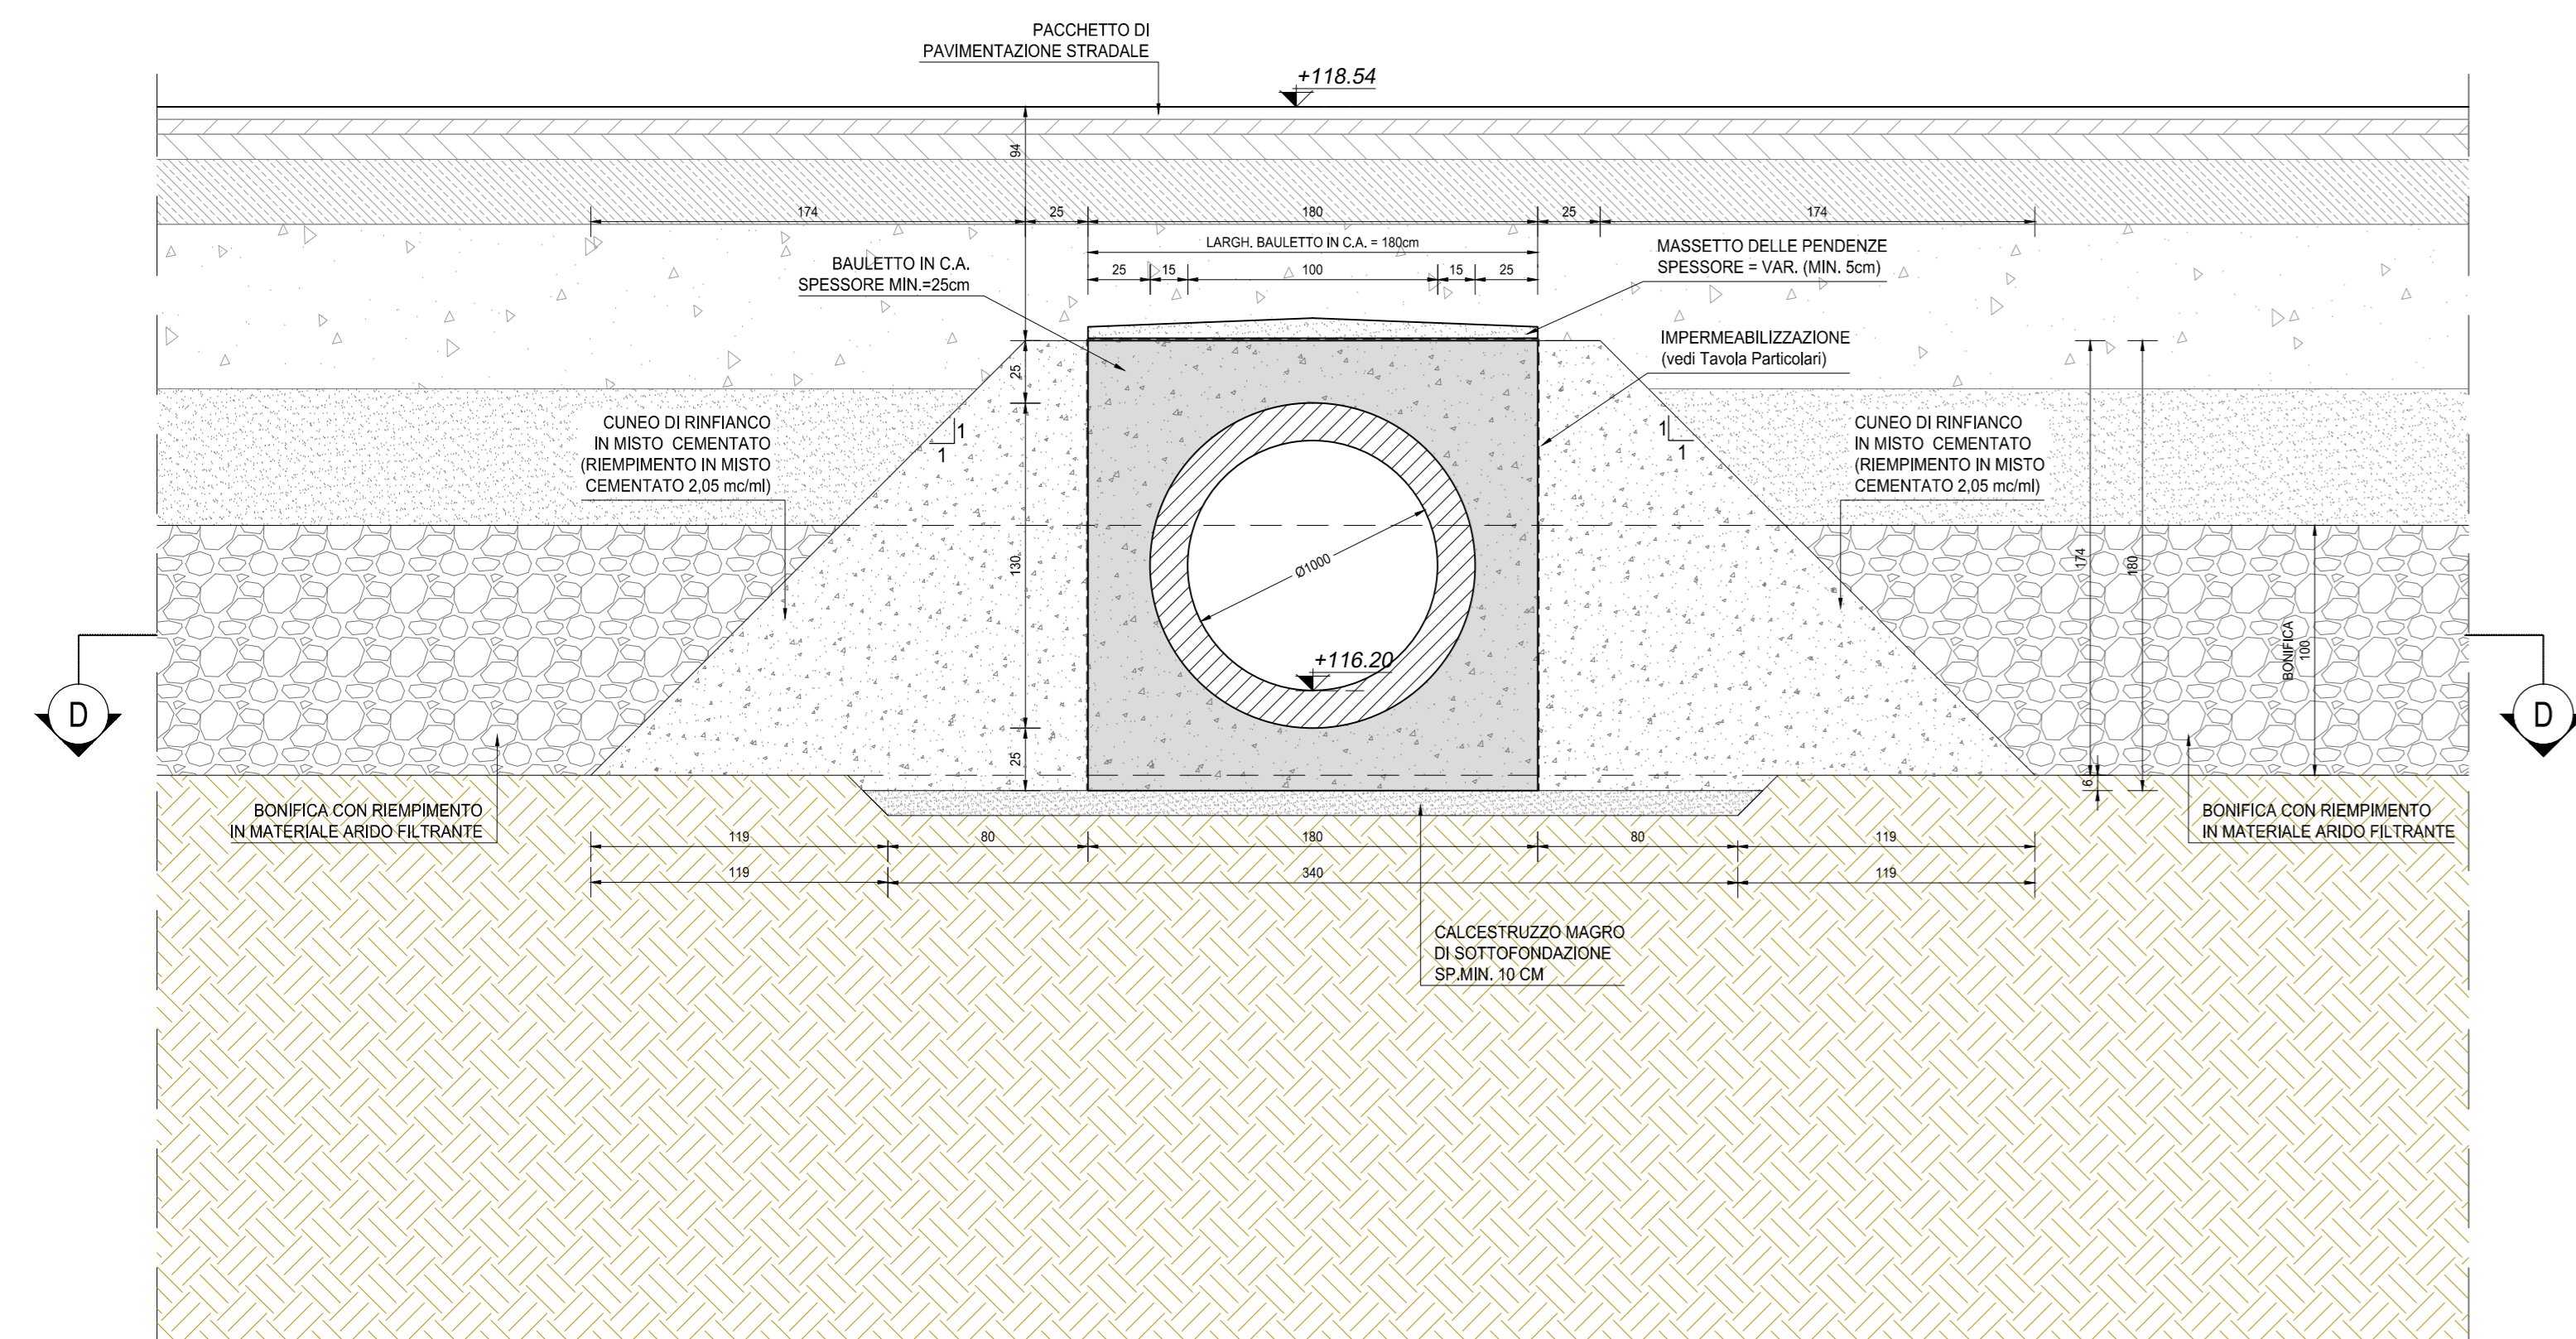 PACCHETTO DI
PAVIMENTAZIONE STRADALE
+118.54
94
174
25
180
25
174
LARGH. BAULETTO IN C.A. = 180cm
25
15
100
15
25
BAULETTO IN C.A.
SPESSORE MIN.=25cm
MASSETTO DELLE PENDENZE
SPESSORE = VAR. (MIN. 5cm)
IMPERMEABILIZZAZIONE
(vedi Tavola Particolari)
25
CUNEO DI RINFIANCO
IN MISTO CEMENTATO
(RIEMPIMENTO IN MISTO
CEMENTATO 2,05 mc/ml)
1
1
1
1
CUNEO DI RINFIANCO
IN MISTO CEMENTATO
(RIEMPIMENTO IN MISTO
CEMENTATO 2,05 mc/ml)
130
Ø1000
174
180
BONIFICA
100
+116.20
D
D
25
6
BONIFICA CON RIEMPIMENTO
IN MATERIALE ARIDO FILTRANTE
BONIFICA CON RIEMPIMENTO
IN MATERIALE ARIDO FILTRANTE
119
80
180
80
119
119
340
119
CALCESTRUZZO MAGRO
DI SOTTOFONDAZIONE
SP.MIN. 10 CM